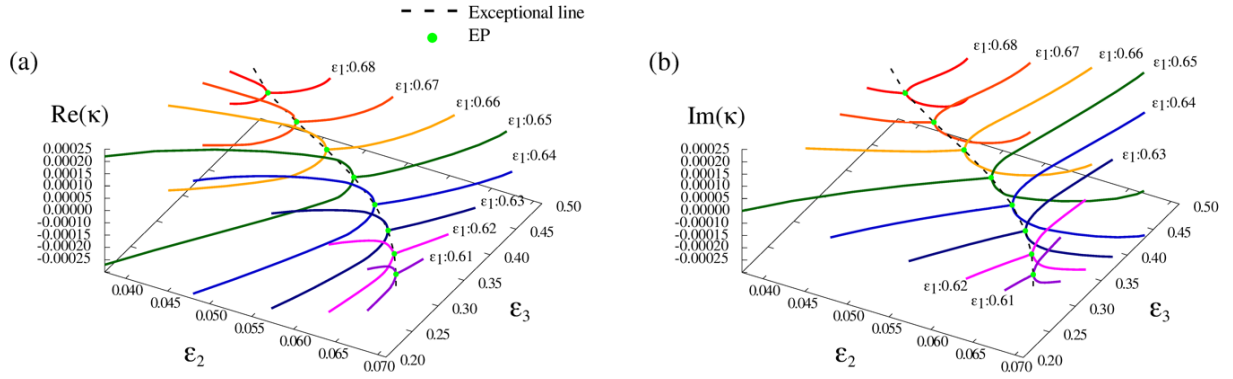 Exceptional line
EP
(a)
Re(κ)
ε1:0.68
ε1:0.67
ε1:0.66
ε1:0.65
ε1:0.64
ε1:0.63
ε1:0.62
ε1:0.61
0.00025
0.00020
0.00015
0.00010
0.00005
0.00000
-0.00005
-0.00010
-0.00015
-0.00020
-0.00025
0.040
0.045
0.050
0.055
0.060
0.065
0.070
ε2
0.20
0.25
0.30
0.35
0.40
0.45
0.50
ε3
(b)
Im(κ)
ε1:0.68
ε1:0.67
ε1:0.66
ε1:0.65
ε1:0.64
ε1:0.63
ε1:0.62
ε1:0.61
0.00025
0.00020
0.00015
0.00010
0.00005
0.00000
-0.00005
-0.00010
-0.00015
-0.00020
-0.00025
0.040
0.045
0.050
0.055
0.060
0.065
0.070
ε2
0.20
0.25
0.30
0.35
0.40
0.45
0.50
ε3